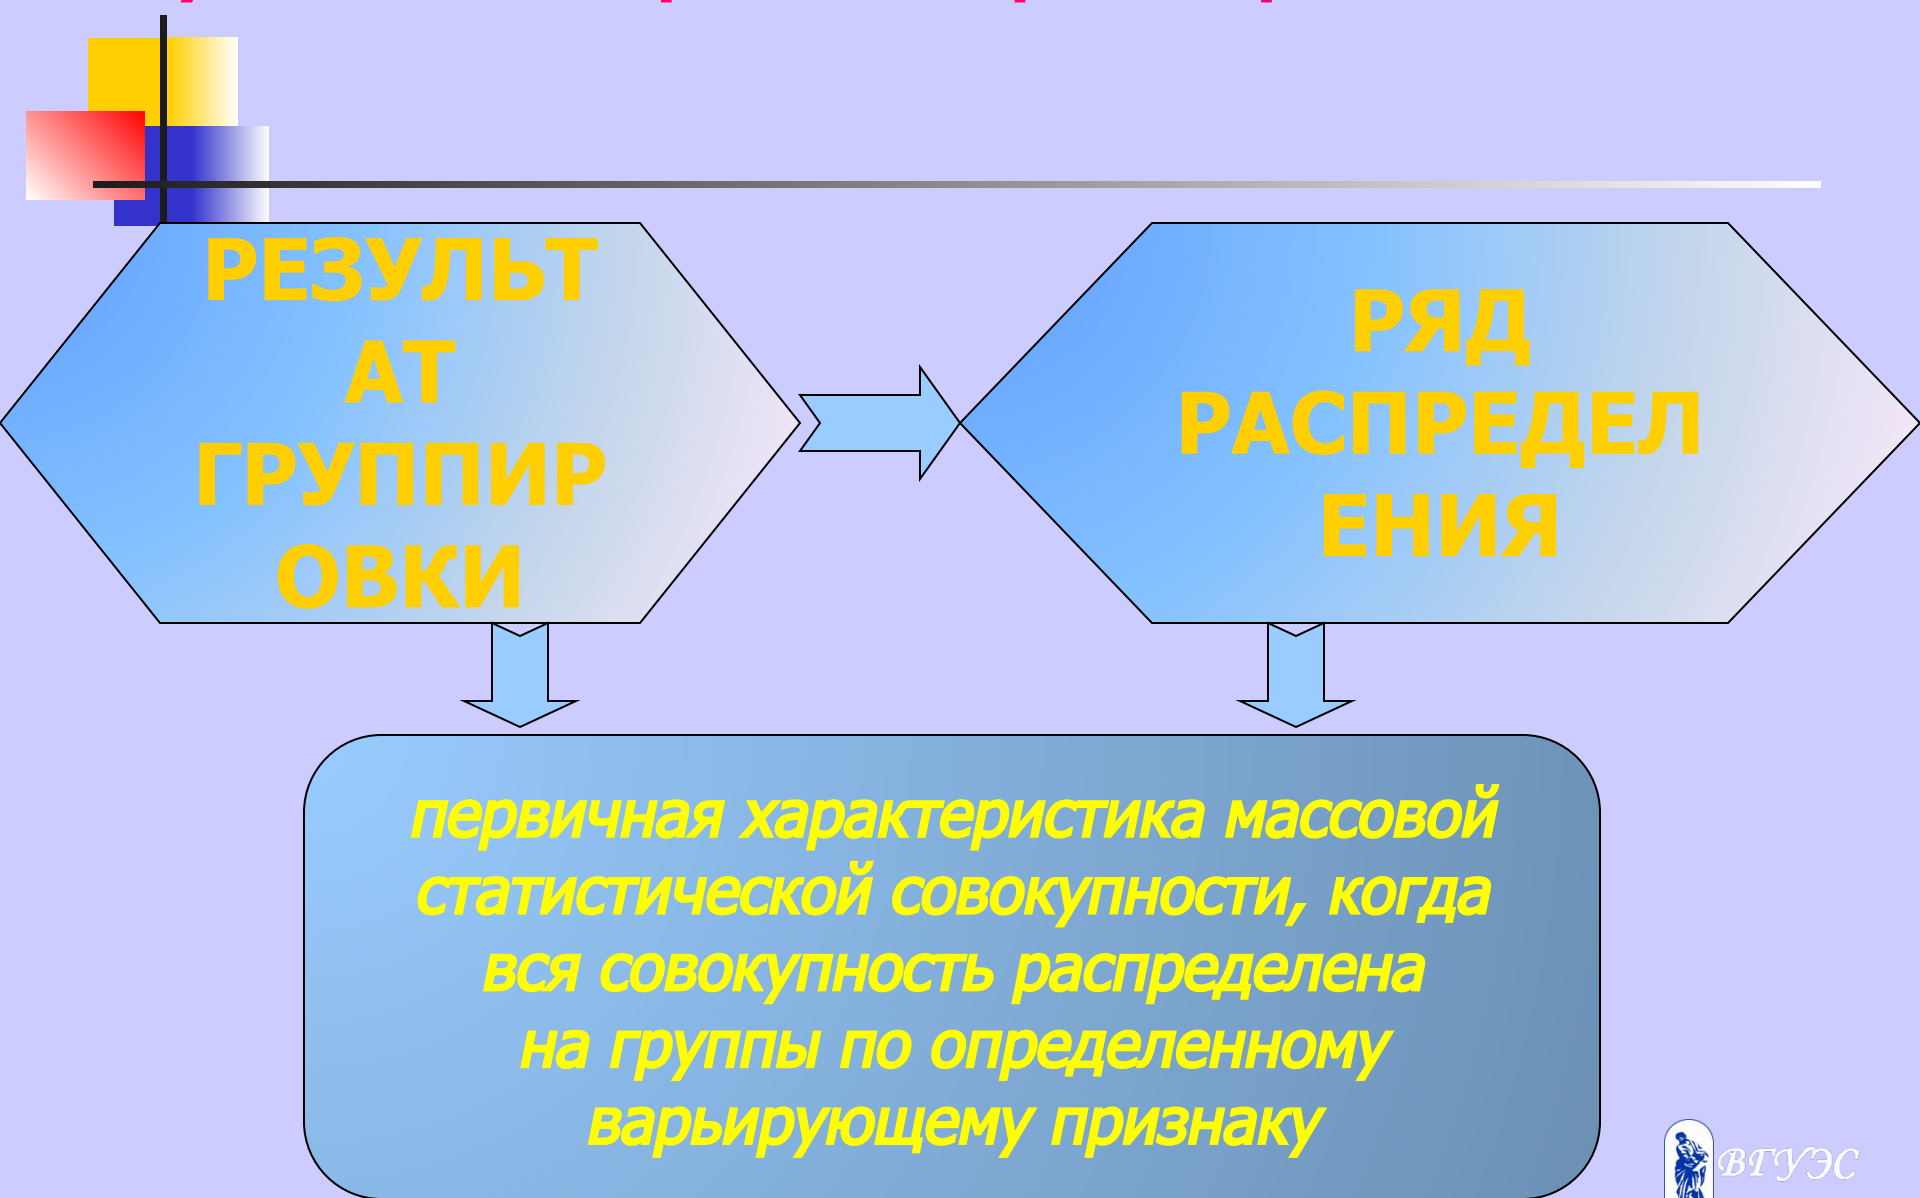 РЕЗУЛЬТ
АТ
ГРУППИР
ОВКИ
РЯД
РАСПРЕДЕЛ
ЕНИЯ
первичная характеристика массовой
статистической совокупности, когда
вся совокупность распределена
на группы по определенному
варьирующему признаку
ВГУЭС